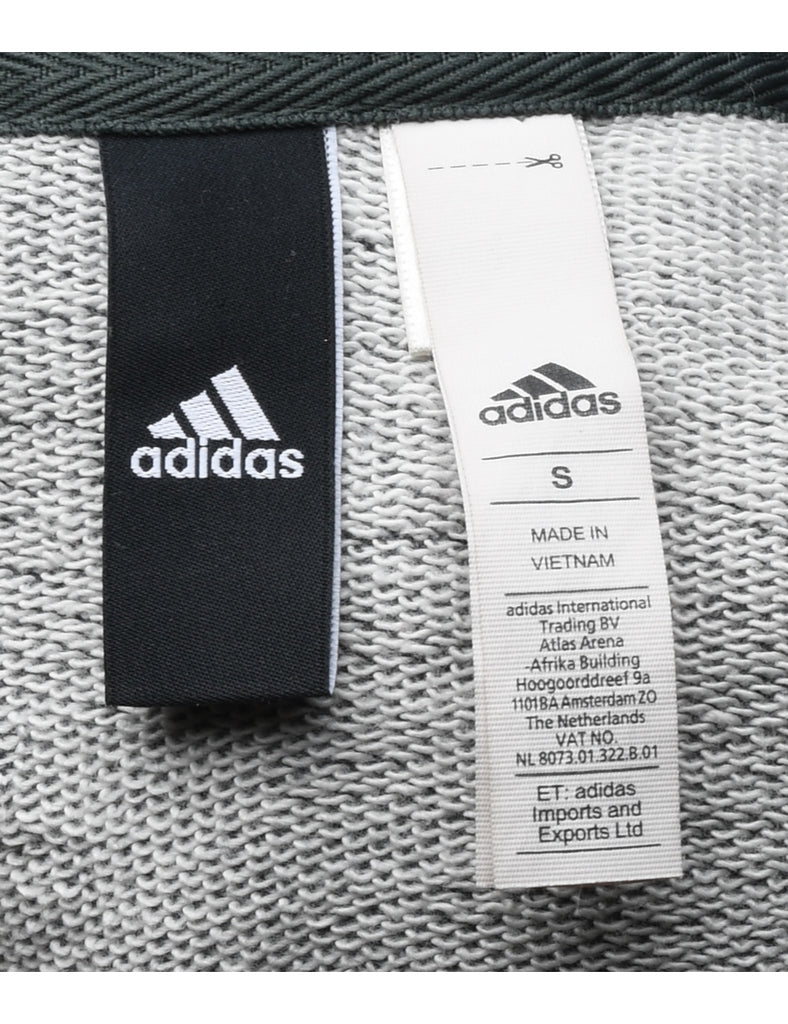 adidas
adidas
S
MADE IN
VIETNAM
adidas International
Trading BV
Atlas Arena
-Afrika Building
Hoogoorddreef 9a
1101BA Amsterdam ZO
The Netherlands
VAT NO.
NL 8073.01.322.B.01
ET: adidas
Imports and
Exports Ltd